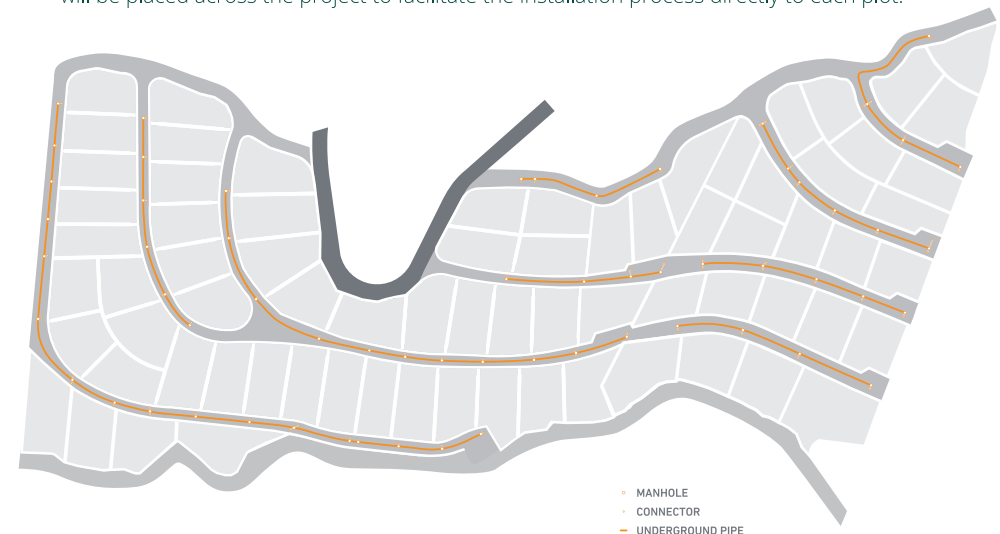 will be placed across the project to facilitate the installation process directly to each plot.
MANHOLE
CONNECTOR
UNDERGROUND PIPE